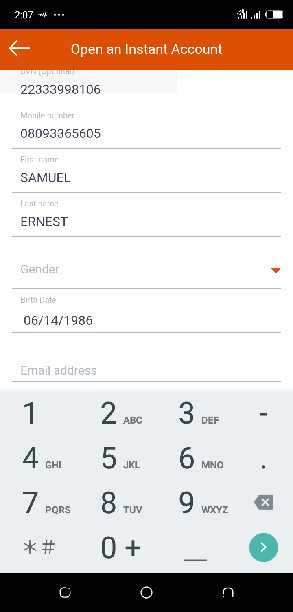 2:07
Open an Instant Account
BVN (Optional)
22333998106
Mobile number
08093365605
First name
SAMUEL
Last name
ERNEST
Gender
Birth Date
06/14/1986
Email address
1 2 ABC 3 DEF -
4 GHI 5 JKL 6 MNO .
7 PQRS 8 TUV 9 WXYZ
*# 0 + _